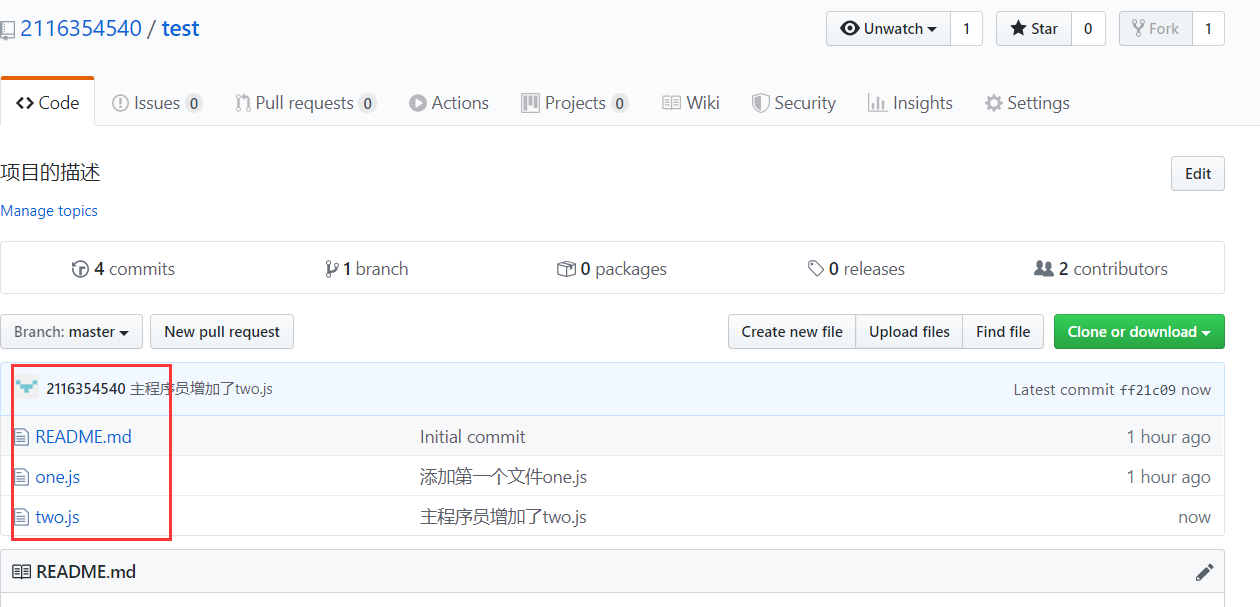 2116354540 / test
Unwatch 1 Star 0 Fork 1
Code Issues 0 Pull requests 0 Actions Projects 0 Wiki Security Insights Settings
项目的描述
Edit
Manage topics
4 commits 1 branch 0 packages 0 releases 2 contributors
Branch: master New pull request Create new file Upload files Find file Clone or download
2116354540 主程序员增加了two.js Latest commit ff21c09 now
README.md Initial commit 1 hour ago
one.js 添加第一个文件one.js 1 hour ago
two.js 主程序员增加了two.js now
README.md